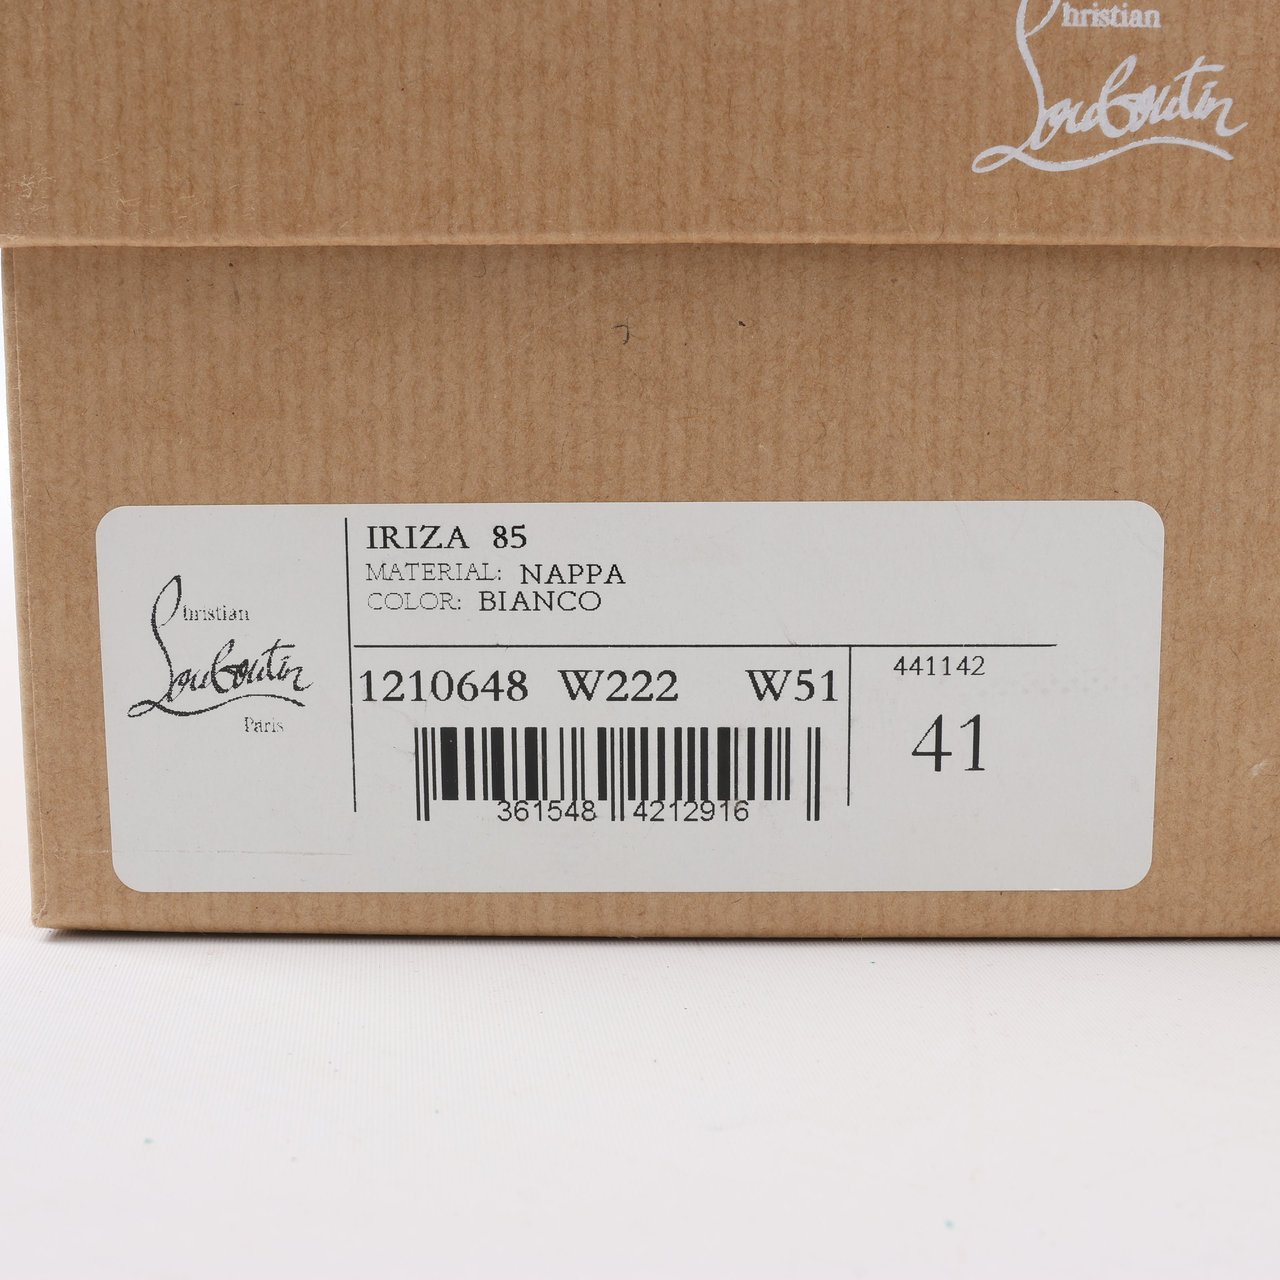 Christian
Louboutin
Christian
Louboutin
Paris
IRIZA 85
MATERIAL: NAPPA
COLOR: BIANCO
1210648 W222 W51
441142
41
361548 4212916